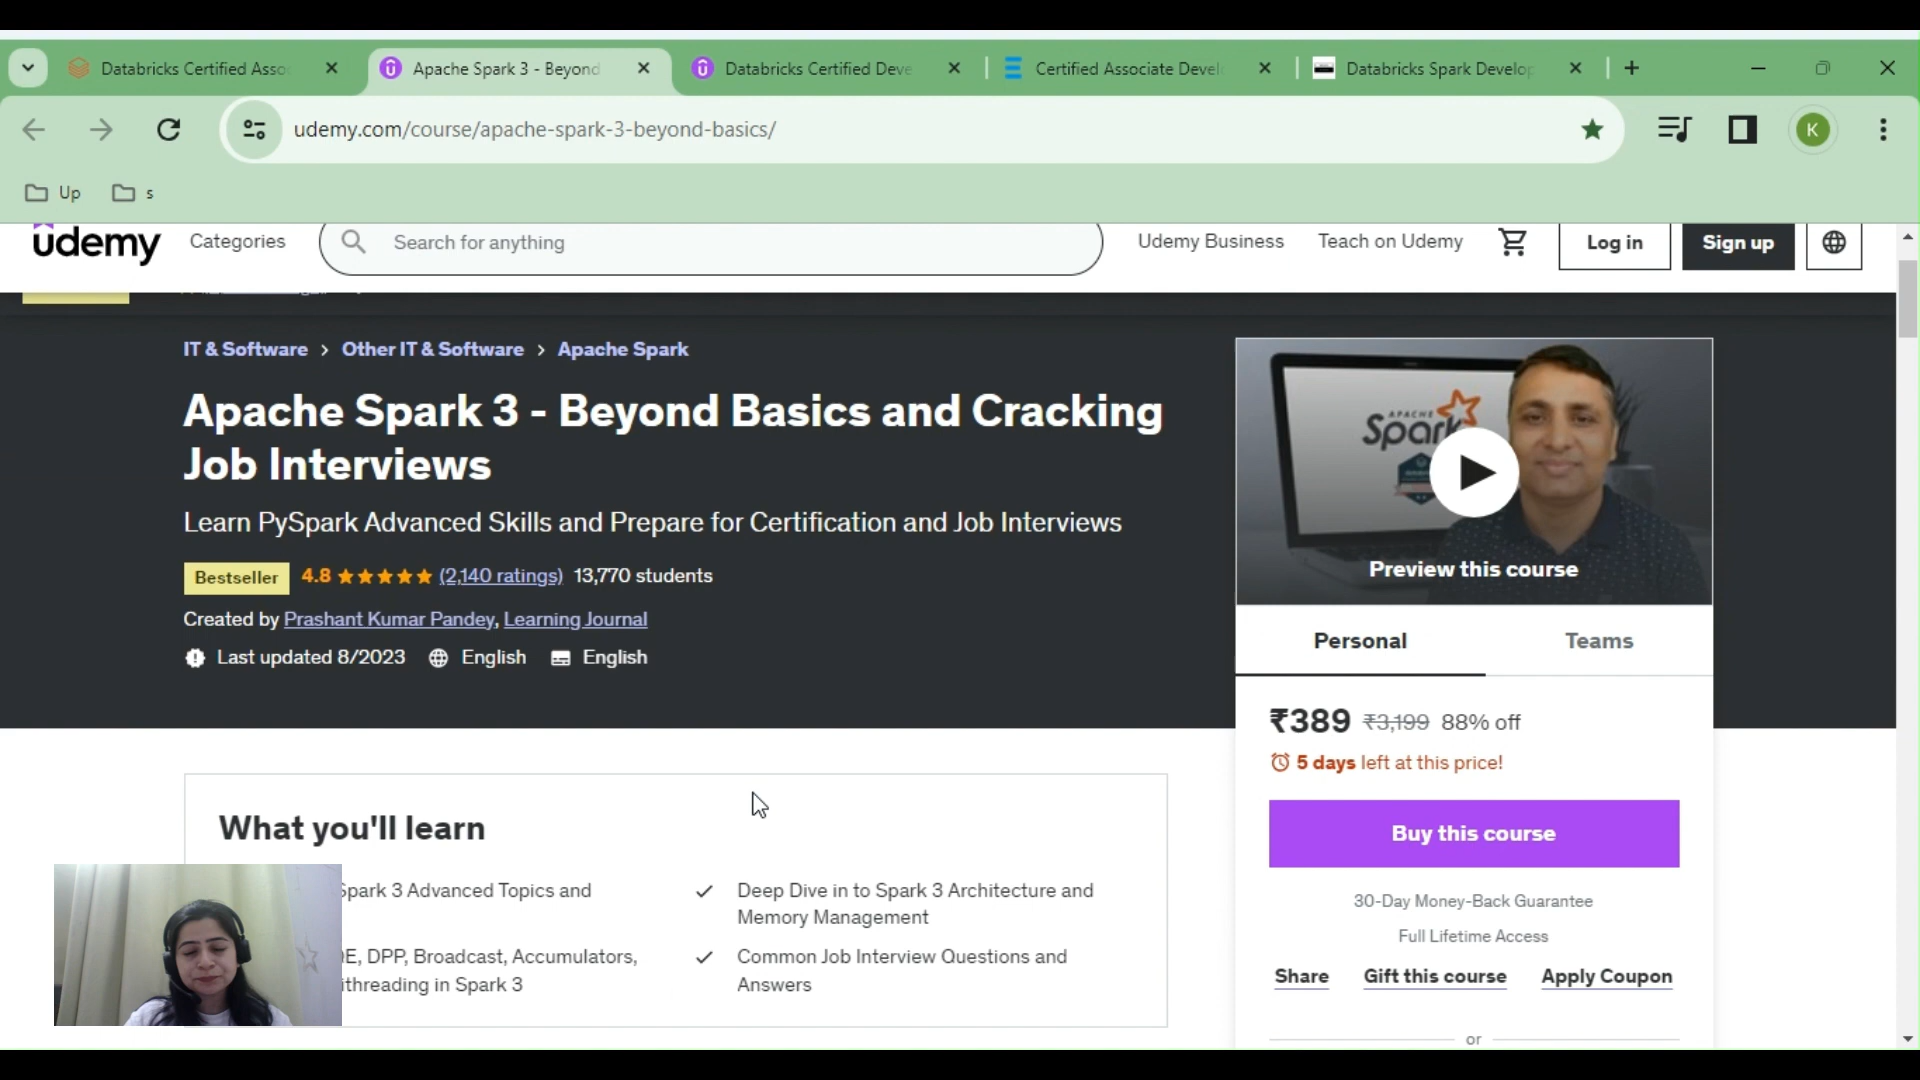 Databricks Certified Asso
Apache Spark 3 - Beyond
Databricks Certified Deve
Certified Associate Devel
Databricks Spark Develop
udemy.com/course/apache-spark-3-beyond-basics/
K
Up
s
udemy
Categories
Search for anything
Udemy Business
Teach on Udemy
Log in
Sign up
IT & Software > Other IT & Software > Apache Spark
Apache Spark 3 - Beyond Basics and Cracking
Job Interviews
Learn PySpark Advanced Skills and Prepare for Certification and Job Interviews
Bestseller 4.8 (2,140 ratings) 13,770 students
Created by Prashant Kumar Pandey, Learning Journal
Last updated 8/2023 English English
APACHE
Spark
Preview this course
Personal
Teams
₹389 ₹3,199 88% off
5 days left at this price!
Buy this course
30-Day Money-Back Guarantee
Full Lifetime Access
Share Gift this course Apply Coupon
or
What you'll learn
Spark 3 Advanced Topics and
E, DPP, Broadcast, Accumulators,
ithreading in Spark 3
Deep Dive in to Spark 3 Architecture and
Memory Management
Common Job Interview Questions and
Answers